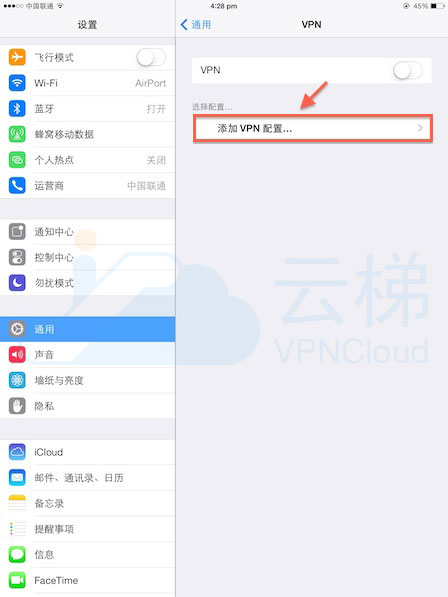 中国联通
4:28 pm
45%
设置
通用
VPN
飞行模式
Wi-Fi
AirPort
蓝牙
打开
蜂窝移动数据
个人热点
关闭
运营商
中国联通
通知中心
控制中心
勿扰模式
通用
声音
墙纸与亮度
隐私
iCloud
邮件、通讯录、日历
备忘录
提醒事项
信息
FaceTime
VPN
选择配置...
添加 VPN 配置...
云梯
VPNCloud